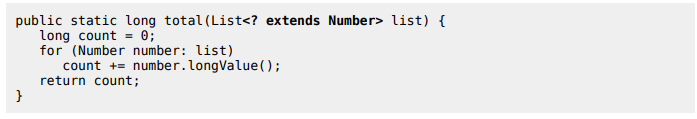 public static long total(List<? extends Number> list) {
   long count = 0;
   for (Number number: list)
      count += number.longValue();
   return count;
}